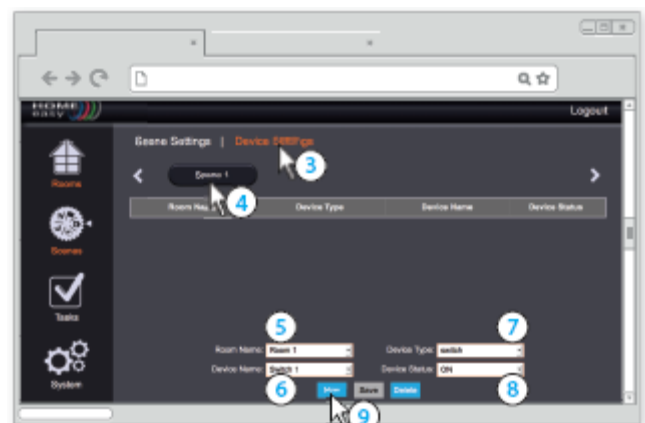 HOME
easy
Logout
Scene Settings | Device Settings
3
Rooms
Scene 1
4
Room Name Device Type Device Name Device Status
Scenes
Tasks
5 7
Room Name: Room 1 Device Type: switch
Device Name: Switch 1 Device Status: ON
System
6 8
New Save Delete
9